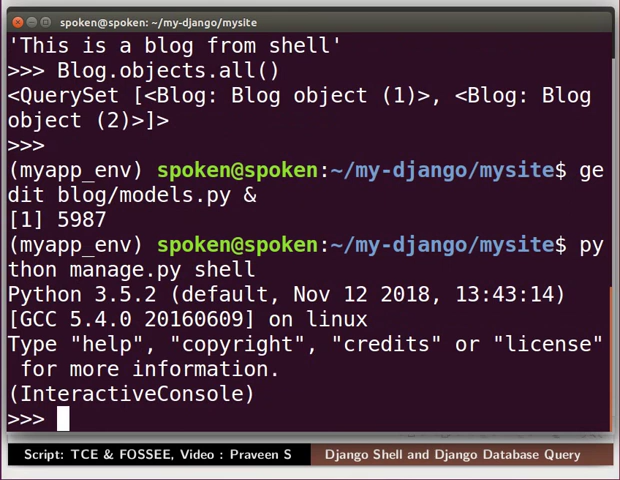 spoken@spoken: ~/my-django/mysite
'This is a blog from shell'
>>> Blog.objects.all()
<QuerySet [<Blog: Blog object (1)>, <Blog: Blog
object (2)>]>
>>>
(myapp_env) spoken@spoken:~/my-django/mysite$ ge
dit blog/models.py &
[1] 5987
(myapp_env) spoken@spoken:~/my-django/mysite$ py
thon manage.py shell
Python 3.5.2 (default, Nov 12 2018, 13:43:14)
[GCC 5.4.0 20160609] on linux
Type "help", "copyright", "credits" or "license"
 for more information.
(InteractiveConsole)
>>>
Script: TCE & FOSSEE, Video : Praveen S
Django Shell and Django Database Query